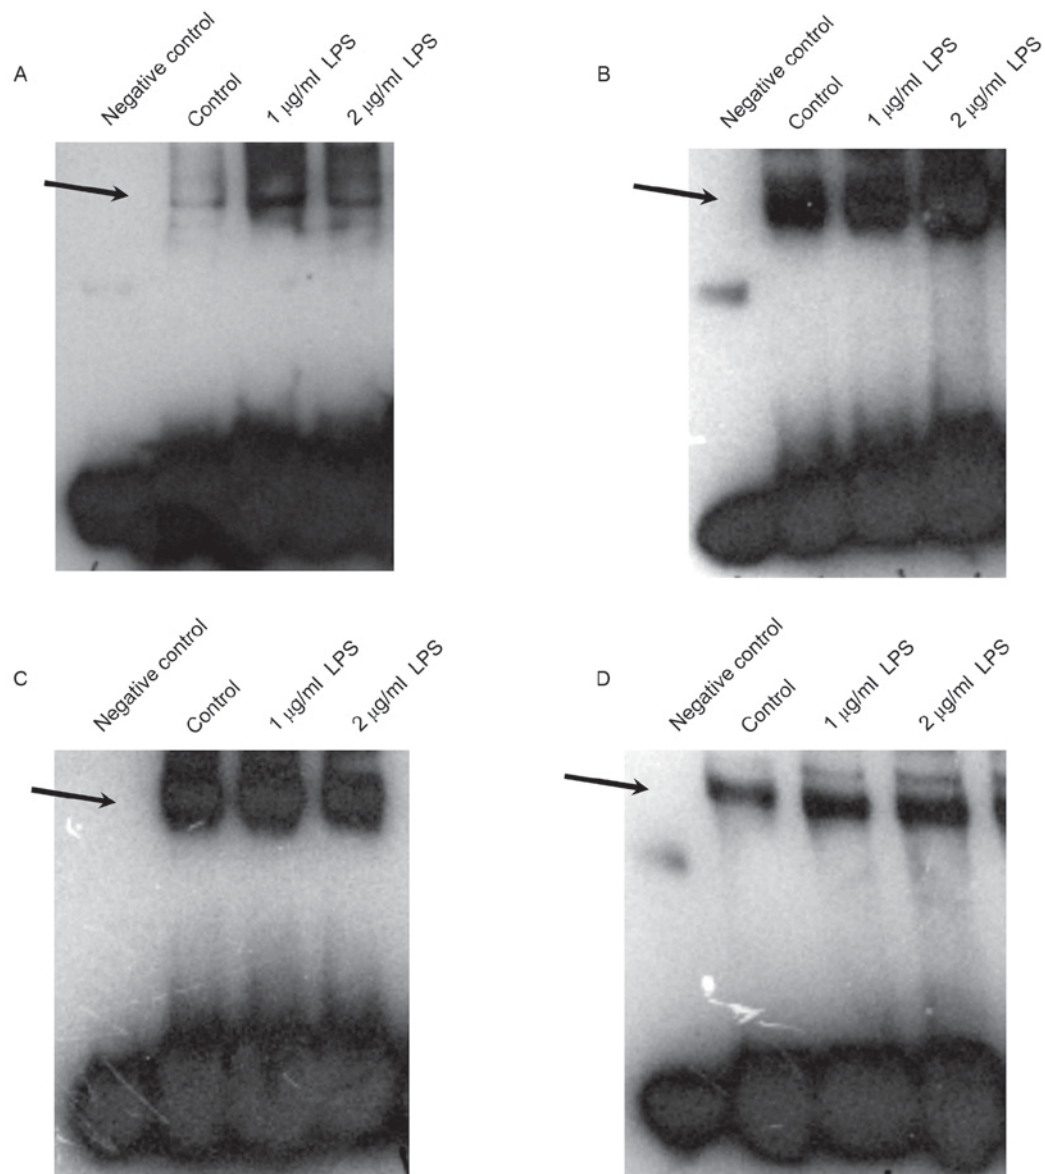 A
Negative control
Control
1 μg/ml LPS
2 μg/ml LPS
B
Negative control
Control
1 μg/ml LPS
2 μg/ml LPS
C
Negative control
Control
1 μg/ml LPS
2 μg/ml LPS
D
Negative control
Control
1 μg/ml LPS
2 μg/ml LPS